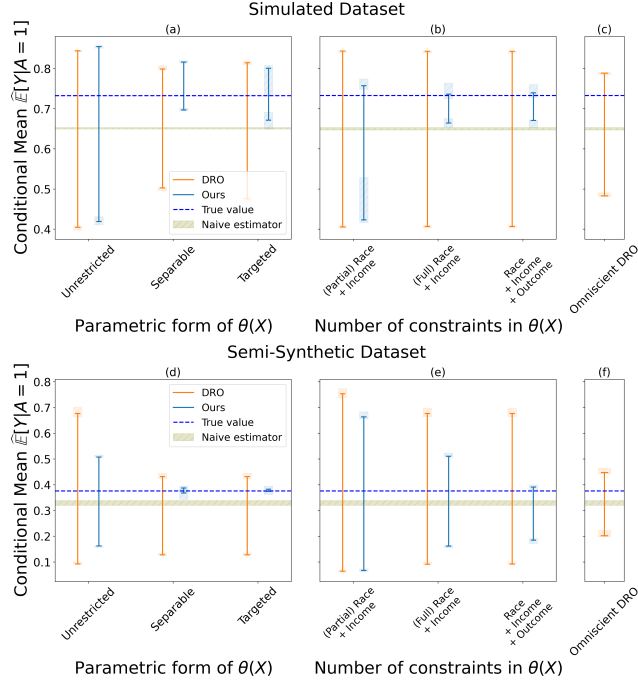 Simulated Dataset
(a)
(b)
(c)
Conditional Mean 𝔼̂[Y|A = 1]
0.8
0.7
0.6
0.5
0.4
DRO
Ours
True value
Naive estimator
Unrestricted
Separable
Targeted
(Partial) Race
+ Income
(Full) Race
+ Income
Race
+ Income
+ Outcome
Omniscient DRO
Parametric form of θ(X)
Number of constraints in θ(X)
Semi-Synthetic Dataset
(d)
(e)
(f)
Conditional Mean 𝔼̂[Y|A = 1]
0.8
0.7
0.6
0.5
0.4
0.3
0.2
0.1
DRO
Ours
True value
Naive estimator
Unrestricted
Separable
Targeted
(Partial) Race
+ Income
(Full) Race
+ Income
Race
+ Income
+ Outcome
Omniscient DRO
Parametric form of θ(X)
Number of constraints in θ(X)